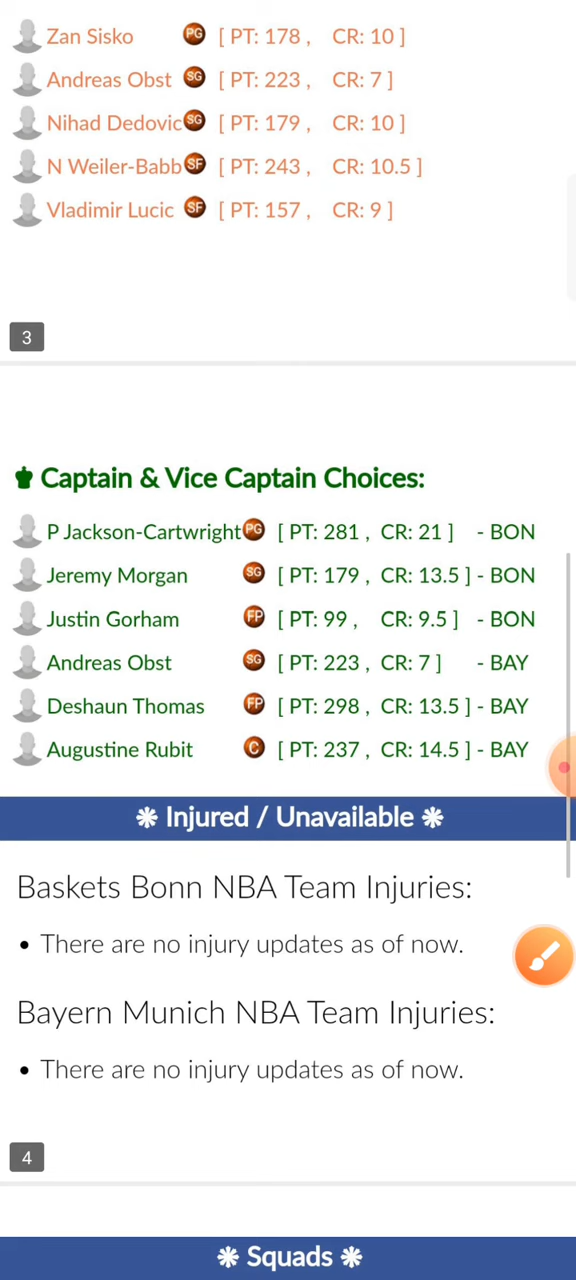 Zan Sisko PG [ PT: 178 , CR: 10 ]
Andreas Obst SG [ PT: 223 , CR: 7 ]
Nihad Dedovic SG [ PT: 179 , CR: 10 ]
N Weiler-Babb SF [ PT: 243 , CR: 10.5 ]
Vladimir Lucic SF [ PT: 157 , CR: 9 ]
3
Captain & Vice Captain Choices:
P Jackson-Cartwright PG [ PT: 281 , CR: 21 ] - BON
Jeremy Morgan SG [ PT: 179 , CR: 13.5 ] - BON
Justin Gorham FP [ PT: 99 , CR: 9.5 ] - BON
Andreas Obst SG [ PT: 223 , CR: 7 ] - BAY
Deshaun Thomas FP [ PT: 298 , CR: 13.5 ] - BAY
Augustine Rubit C [ PT: 237 , CR: 14.5 ] - BAY
❋ Injured / Unavailable ❋
Baskets Bonn NBA Team Injuries:
• There are no injury updates as of now.
Bayern Munich NBA Team Injuries:
• There are no injury updates as of now.
4
❋ Squads ❋